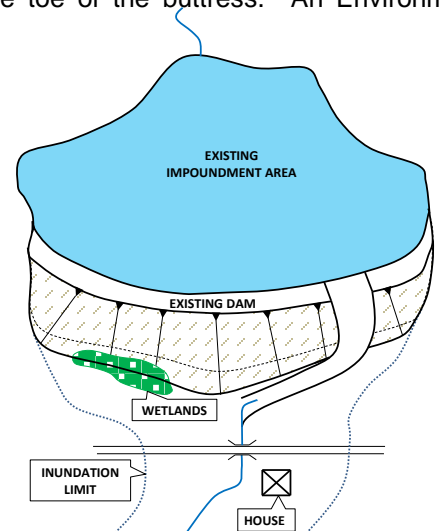 e toe of the buttress. An Environm
EXISTING
IMPOUNDMENT AREA
EXISTING DAM
WETLANDS
INUNDATION
LIMIT
HOUSE